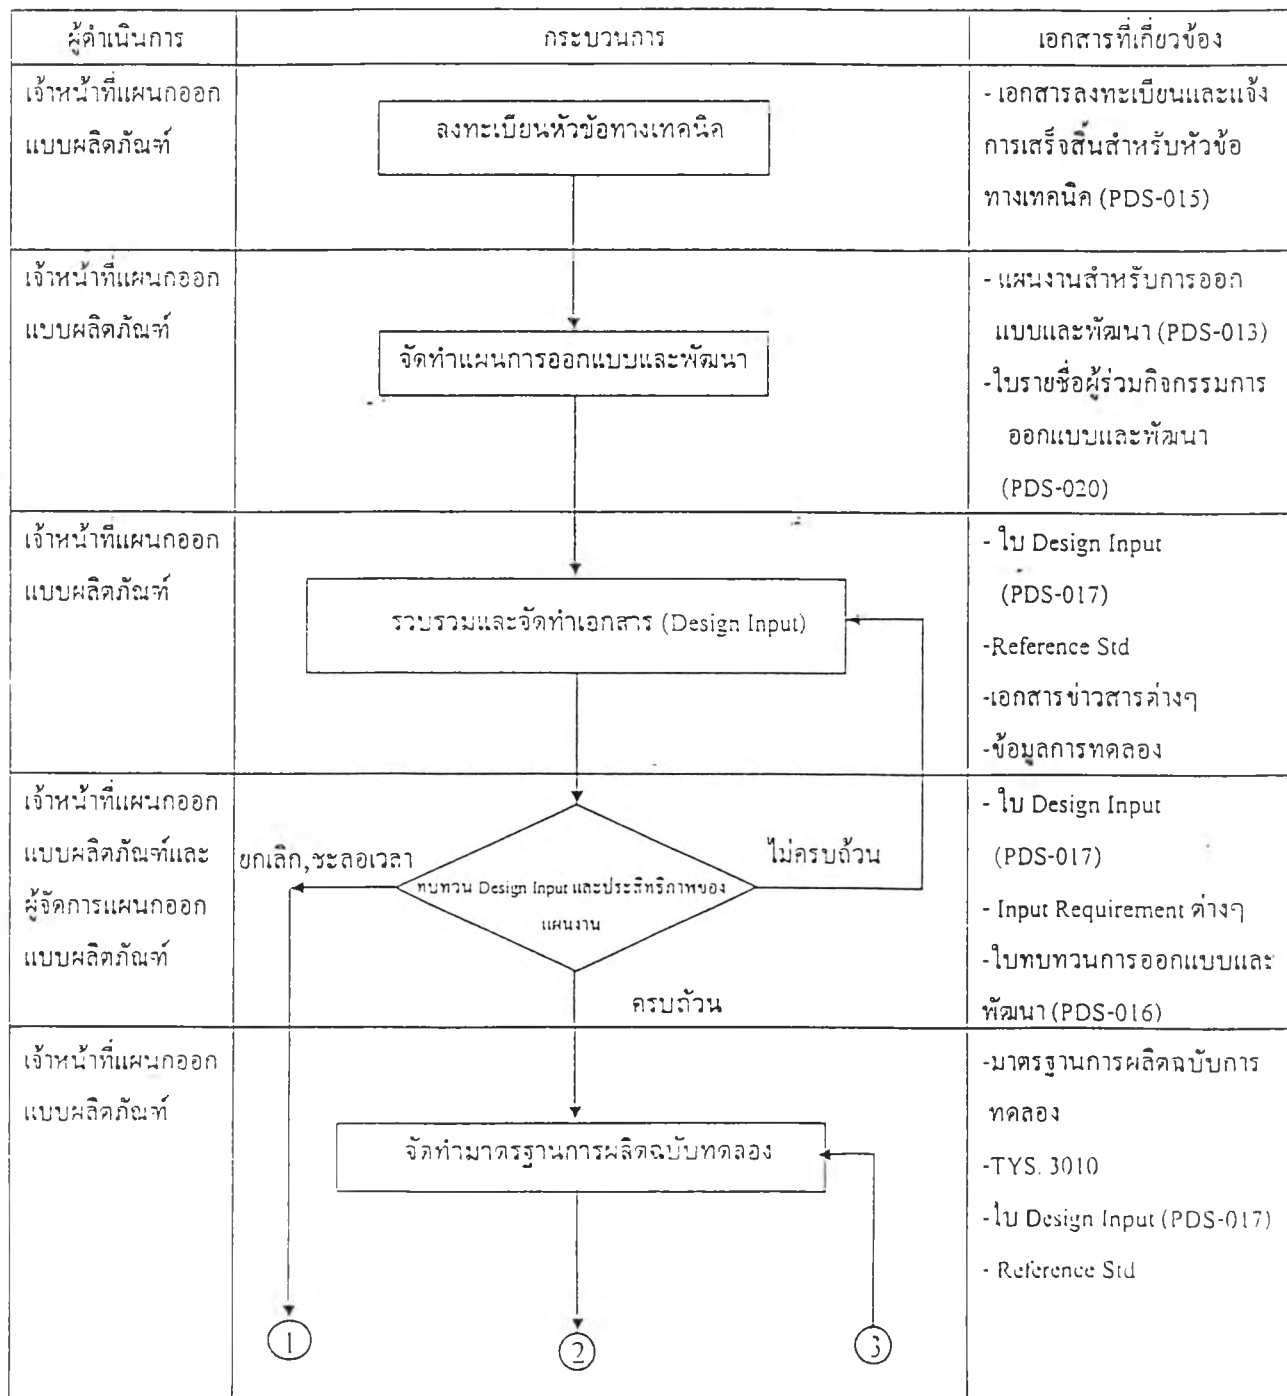 ผู้ดำเนินการ
กระบวนการ
เอกสารที่เกี่ยวข้อง
เจ้าหน้าที่แผนกออก
แบบผลิตภัณฑ์
ลงทะเบียนหัวข้อทางเทคนิค
- เอกสารลงทะเบียนและแจ้ง
การเสร็จสิ้นสำหรับหัวข้อ
ทางเทคนิค (PDS-015)
เจ้าหน้าที่แผนกออก
แบบผลิตภัณฑ์
จัดทำแผนการออกแบบและพัฒนา
- แผนงานสำหรับการออก
แบบและพัฒนา (PDS-013)
-ใบรายชื่อผู้ร่วมกิจกรรมการ
ออกแบบและพัฒนา
(PDS-020)
เจ้าหน้าที่แผนกออก
แบบผลิตภัณฑ์
รวบรวมและจัดทำเอกสาร (Design Input)
- ใบ Design Input
(PDS-017)
-Reference Std
-เอกสารข่าวสารต่างๆ
-ข้อมูลการทดลอง
เจ้าหน้าที่แผนกออก
แบบผลิตภัณฑ์และ
ผู้จัดการแผนกออก
แบบผลิตภัณฑ์
ยกเลิก,ชะลอเวลา
ทบทวน Design Input และประสิทธิภาพของ
แผนงาน
ไม่ครบถ้วน
ครบถ้วน
- ใบ Design Input
(PDS-017)
- Input Requirement ต่างๆ
-ใบทบทวนการออกแบบและ
พัฒนา (PDS-016)
เจ้าหน้าที่แผนกออก
แบบผลิตภัณฑ์
จัดทำมาตรฐานการผลิตฉบับทดลอง
-มาตรฐานการผลิตฉบับการ
ทดลอง
-TYS. 3010
-ใบ Design Input (PDS-017)
- Reference Std
1
2
3